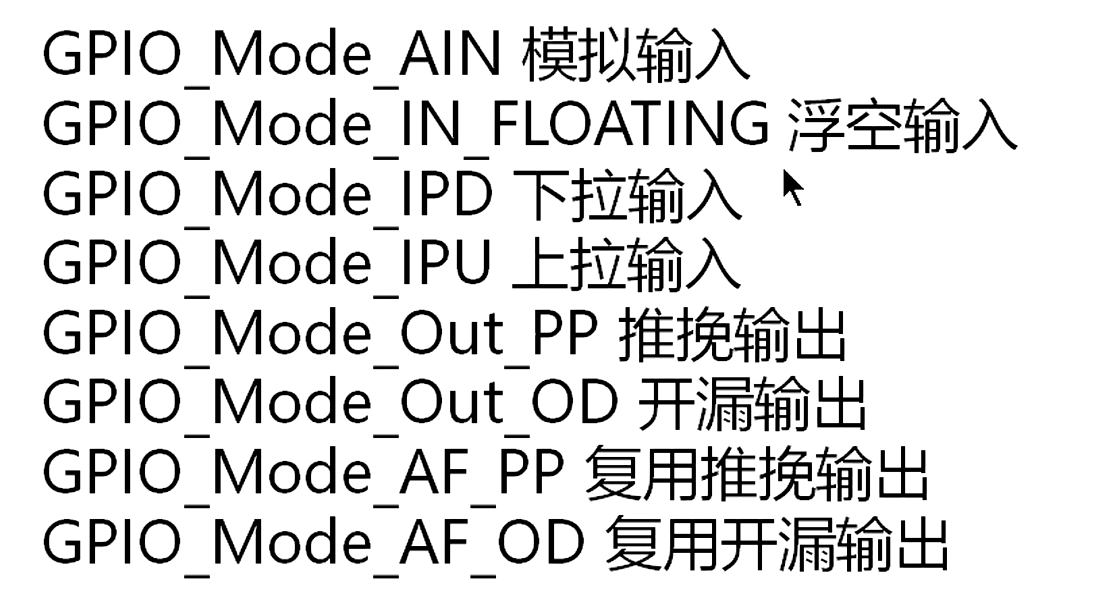 GPIO_Mode_AIN 模拟输入
GPIO_Mode_IN_FLOATING 浮空输入
GPIO_Mode_IPD 下拉输入
GPIO_Mode_IPU 上拉输入
GPIO_Mode_Out_PP 推挽输出
GPIO_Mode_Out_OD 开漏输出
GPIO_Mode_AF_PP 复用推挽输出
GPIO_Mode_AF_OD 复用开漏输出